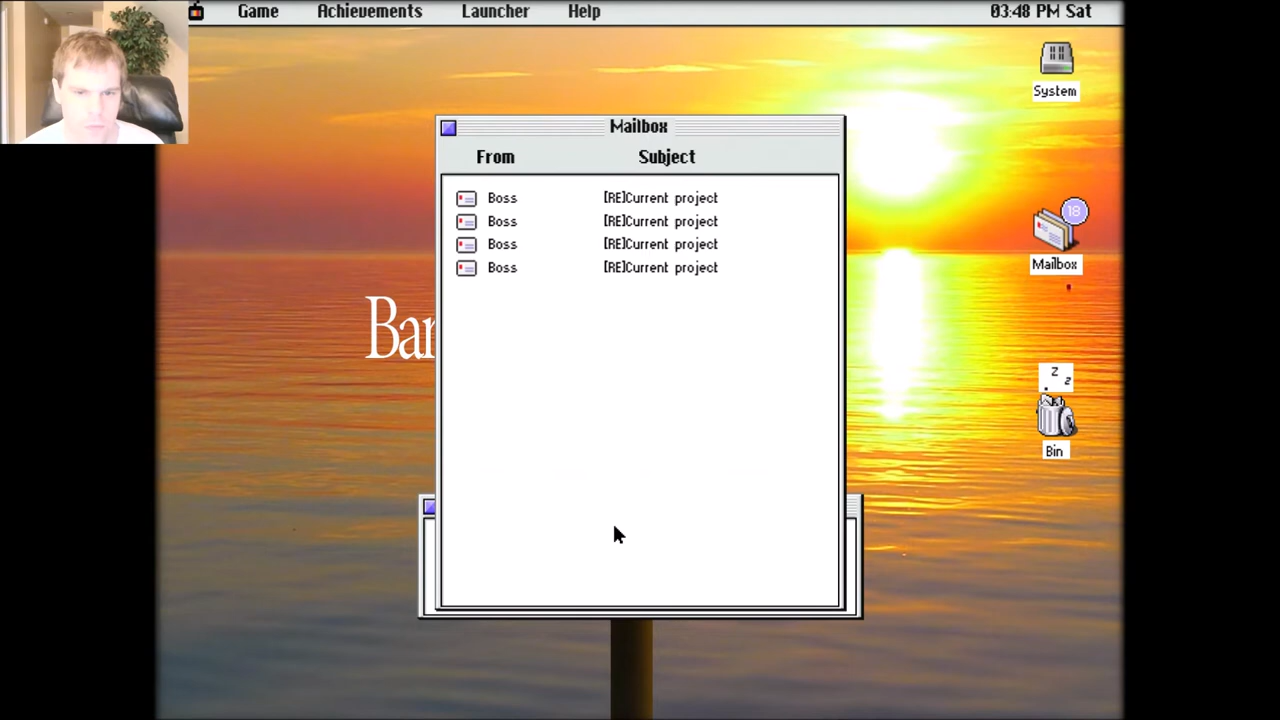 Game Achievements Launcher Help 03:48 PM Sat
System
Mailbox
From Subject
Boss [RE]Current project
Boss [RE]Current project
Boss [RE]Current project
Boss [RE]Current project
18
Mailbox
Bar
z z
Bin